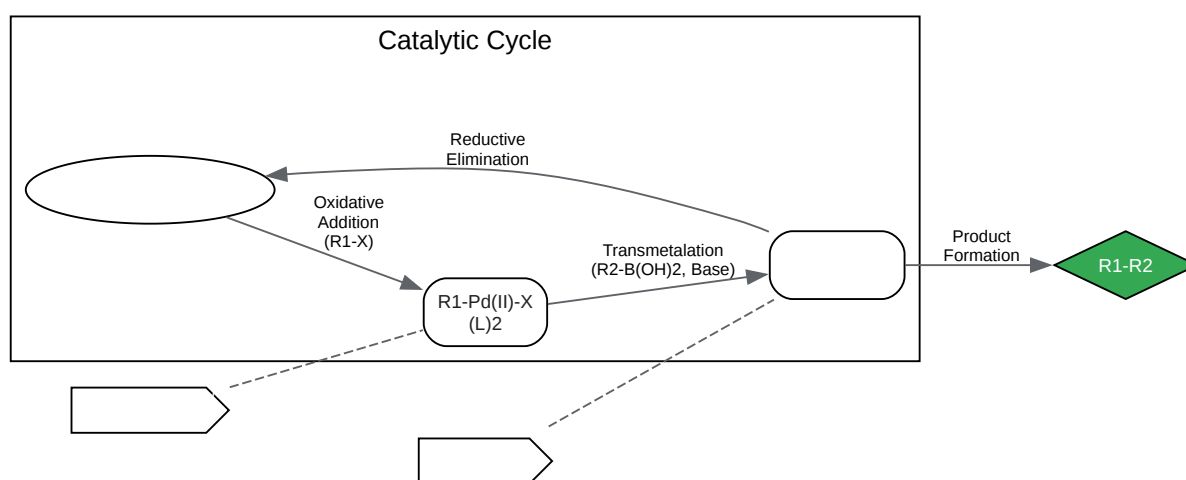 Catalytic Cycle
Reductive
Elimination
Oxidative
Addition
(R1-X)
Transmetalation
(R2-B(OH)2, Base)
Product
Formation
R1-R2
R1-Pd(II)-X
(L)2